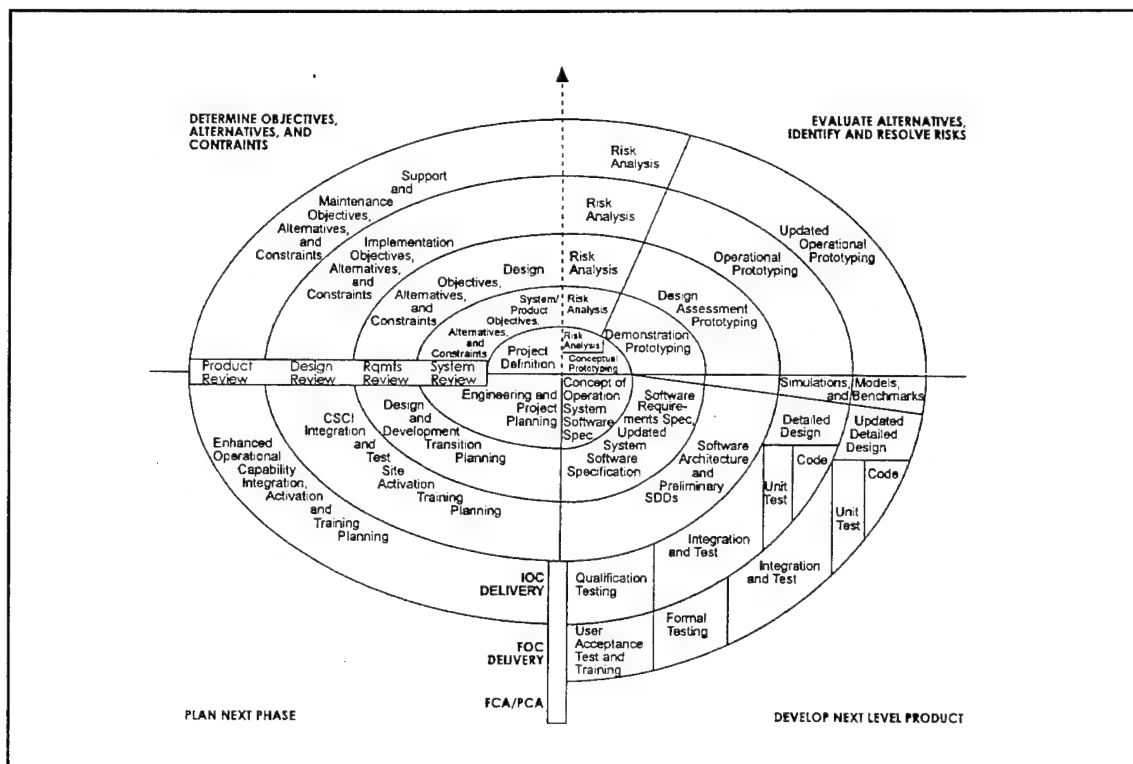 DETERMINE OBJECTIVES,
ALTERNATIVES, AND
CONTRAINTS
EVALUATE ALTERNATIVES,
IDENTIFY AND RESOLVE RISKS
Support and
Maintenance
Objectives,
Alternatives,
and
Constraints
Implementation
Objectives,
Alternatives,
and
Constraints
Design
Objectives,
Alternatives,
and
Constraints
System/
Product
Objectives,
Alternatives,
and
Constraints
Project
Definition
Risk
Analysis
Risk
Analysis
Risk
Analysis
Risk
Analysis
Risk
Analysis
Conceptual
Prototyping
Demonstration
Prototyping
Design
Assessment
Prototyping
Operational
Prototyping
Updated
Operational
Prototyping
Product
Review
Design
Review
Rqmts
Review
System
Review
Simulations,
and
Models,
Benchmarks
Engineering and
Project
Planning
Design
and
Development
Transition
Planning
CSCI
Integration
and
Test
Site
Activation
Training
Planning
Enhanced
Operational
Capability
Integration,
Activation
and
Training
Planning
Concept of
Operation
System
Software
Spec.
Software
Require-
ments Spec,
Updated
System
Software
Specification
Software
Architecture
and
Preliminary
SDDs
Detailed
Design
Code
Unit
Test
Updated
Detailed
Design
Code
Unit
Test
Integration
and Test
Integration
and Test
IOC
DELIVERY
Qualification
Testing
Formal
Testing
FOC
DELIVERY
User
Acceptance
Test and
Training
FCA/PCA
PLAN NEXT PHASE
DEVELOP NEXT LEVEL PRODUCT